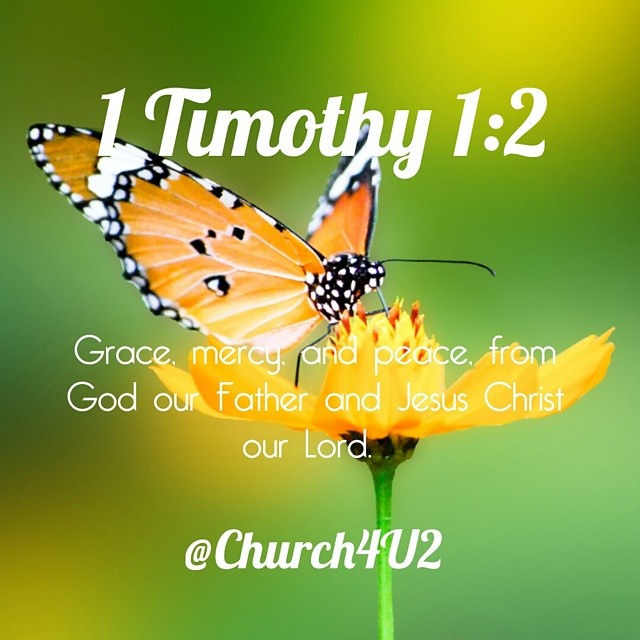 1 Timothy 1:2
Grace, mercy, and peace, from
God our Father and Jesus Christ
our Lord.
@Church4U2